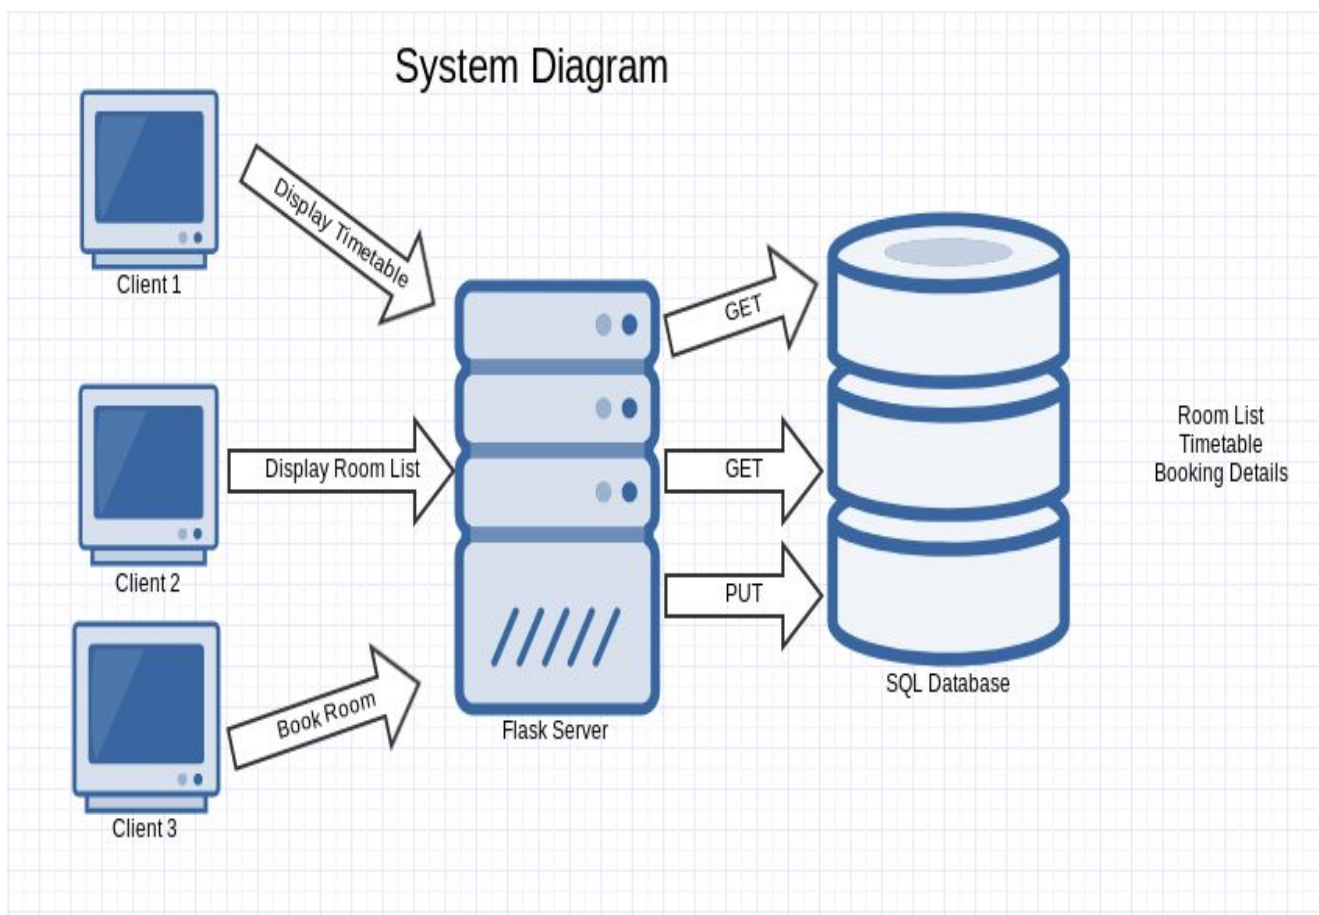 System Diagram
Display Timetable
Client 1
GET
Room List
Timetable
Booking Details
Display Room List
GET
Client 2
PUT
SQL Database
Book Room
Flask Server
Client 3